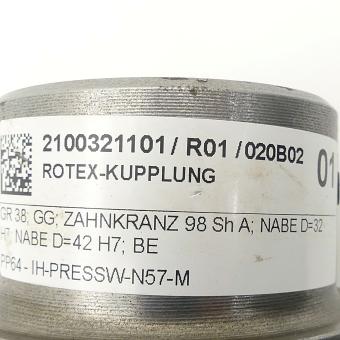 2100321101 / R01 / 020B02
ROTEX-KUPPLUNG
01
GR 38; GG; ZAHNKRANZ 98 Sh A; NABE D=32
H7, NABE D=42 H7; BE
PP64 - IH-PRESSW-N57-M